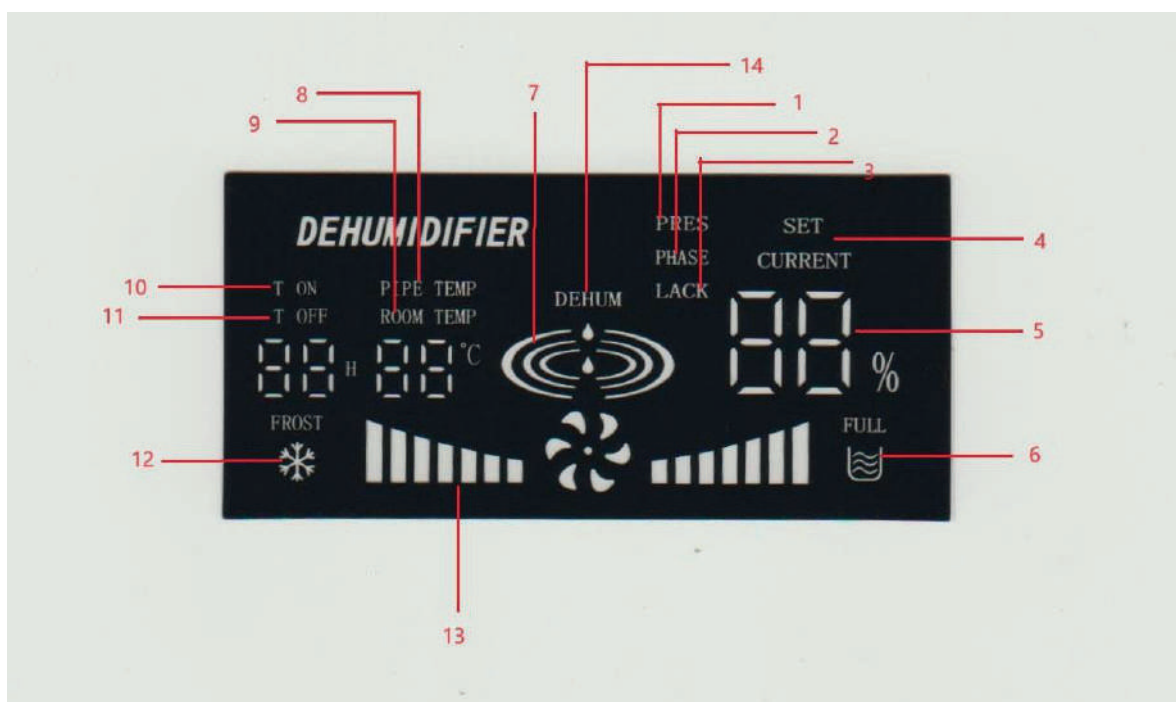 14
7
8
1
9
2
3
DEHUMIDIFIER
PRES
SET
4
PHASE
CURRENT
10
T ON
PIPE TEMP
LACK
DEHUM
11
T OFF
ROOM TEMP
88 H
88 °C
88 %
5
FROST
FULL
12
6
13